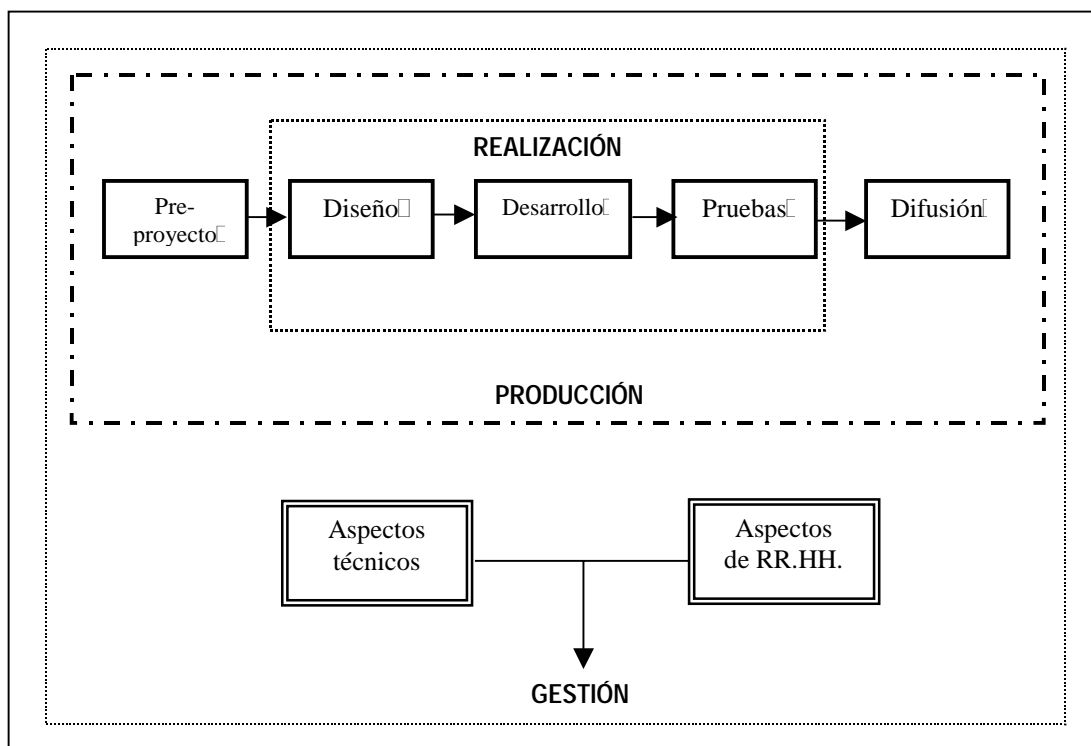 REALIZACIÓN
Pre-
proyecto
Diseño
Desarrollo
Pruebas
Difusión
PRODUCCIÓN
Aspectos
técnicos
Aspectos
de RR.HH.
GESTIÓN